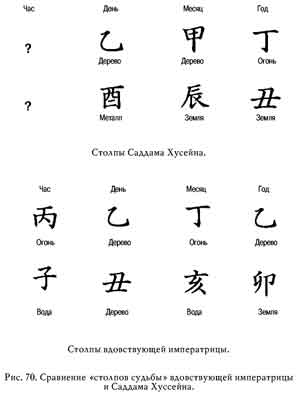 Час День Месяц Год
? 乙 甲 丁
Дерево Дерево Огонь
? 酉 辰 丑
Металл Земля Земля
Столпы Саддама Хусейна.
Час День Месяц Год
丙 乙 丁 乙
Огонь Дерево Огонь Дерево
子 丑 亥 卯
Вода Дерево Вода Земля
Столпы вдовствующей императрицы.
Рис. 70. Сравнение «столпов судьбы» вдовствующей императрицы
и Саддама Хуссейна.